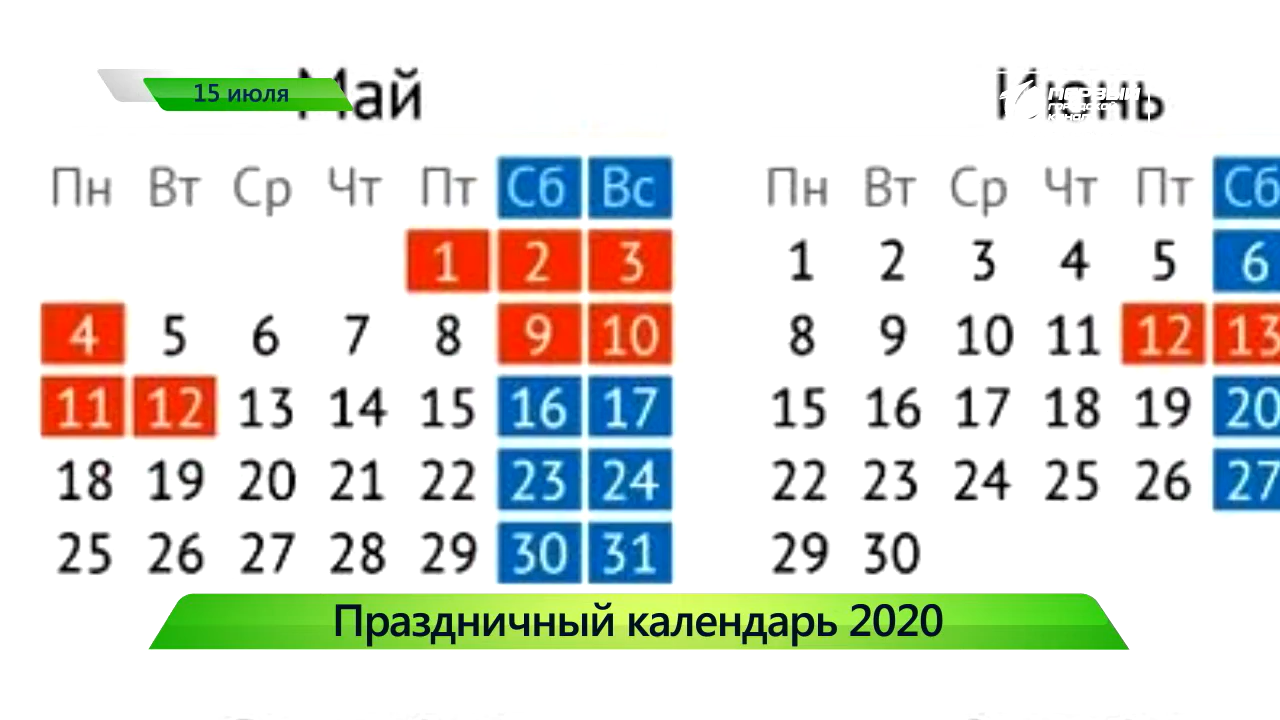 15 июля
Май
Июнь
ПЕРВЫЙ
ГОРОДСКОЙ
КАНАЛ
Пн Вт Ср Чт Пт Сб Вс
1 2 3
4 5 6 7 8 9 10
11 12 13 14 15 16 17
18 19 20 21 22 23 24
25 26 27 28 29 30 31
Пн Вт Ср Чт Пт Сб
1 2 3 4 5 6
8 9 10 11 12 13
15 16 17 18 19 20
22 23 24 25 26 27
29 30
Праздничный календарь 2020